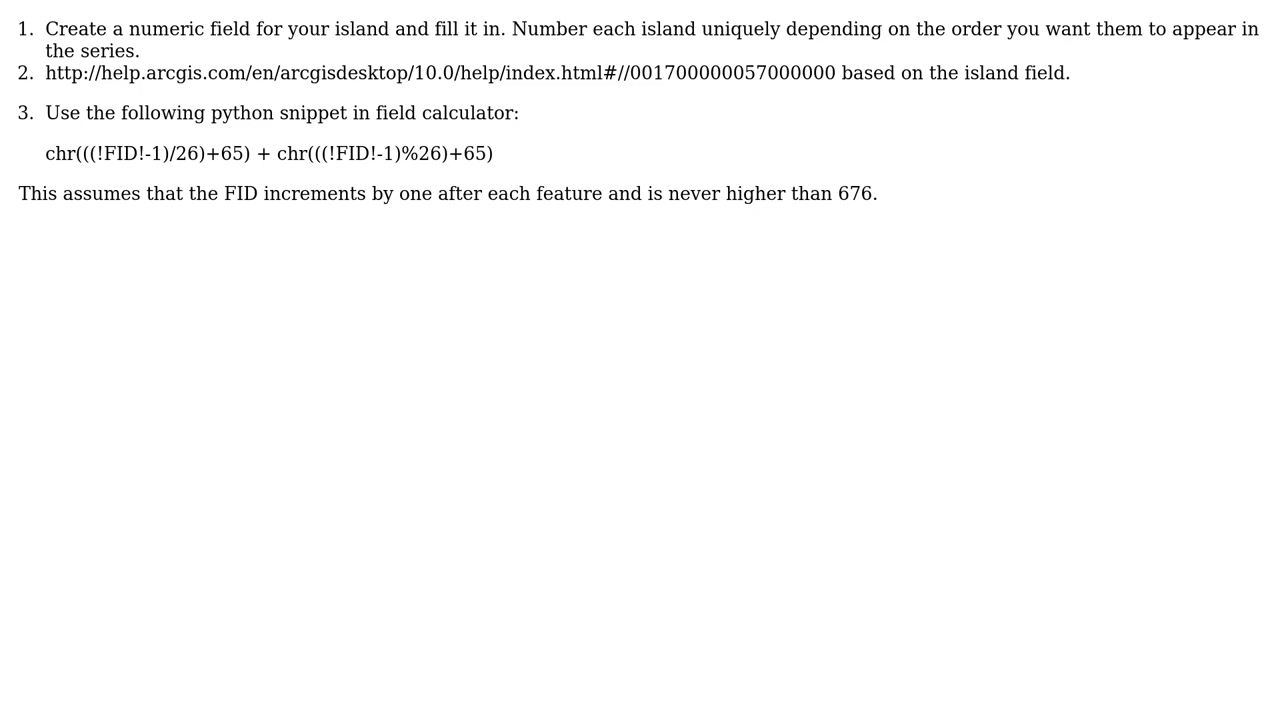 1. Create a numeric field for your island and fill it in. Number each island uniquely depending on the order you want them to appear in
the series.
2. http://help.arcgis.com/en/arcgisdesktop/10.0/help/index.html#//001700000057000000 based on the island field.
3. Use the following python snippet in field calculator:
chr(((!FID!-1)/26)+65) + chr(((!FID!-1)%26)+65)
This assumes that the FID increments by one after each feature and is never higher than 676.